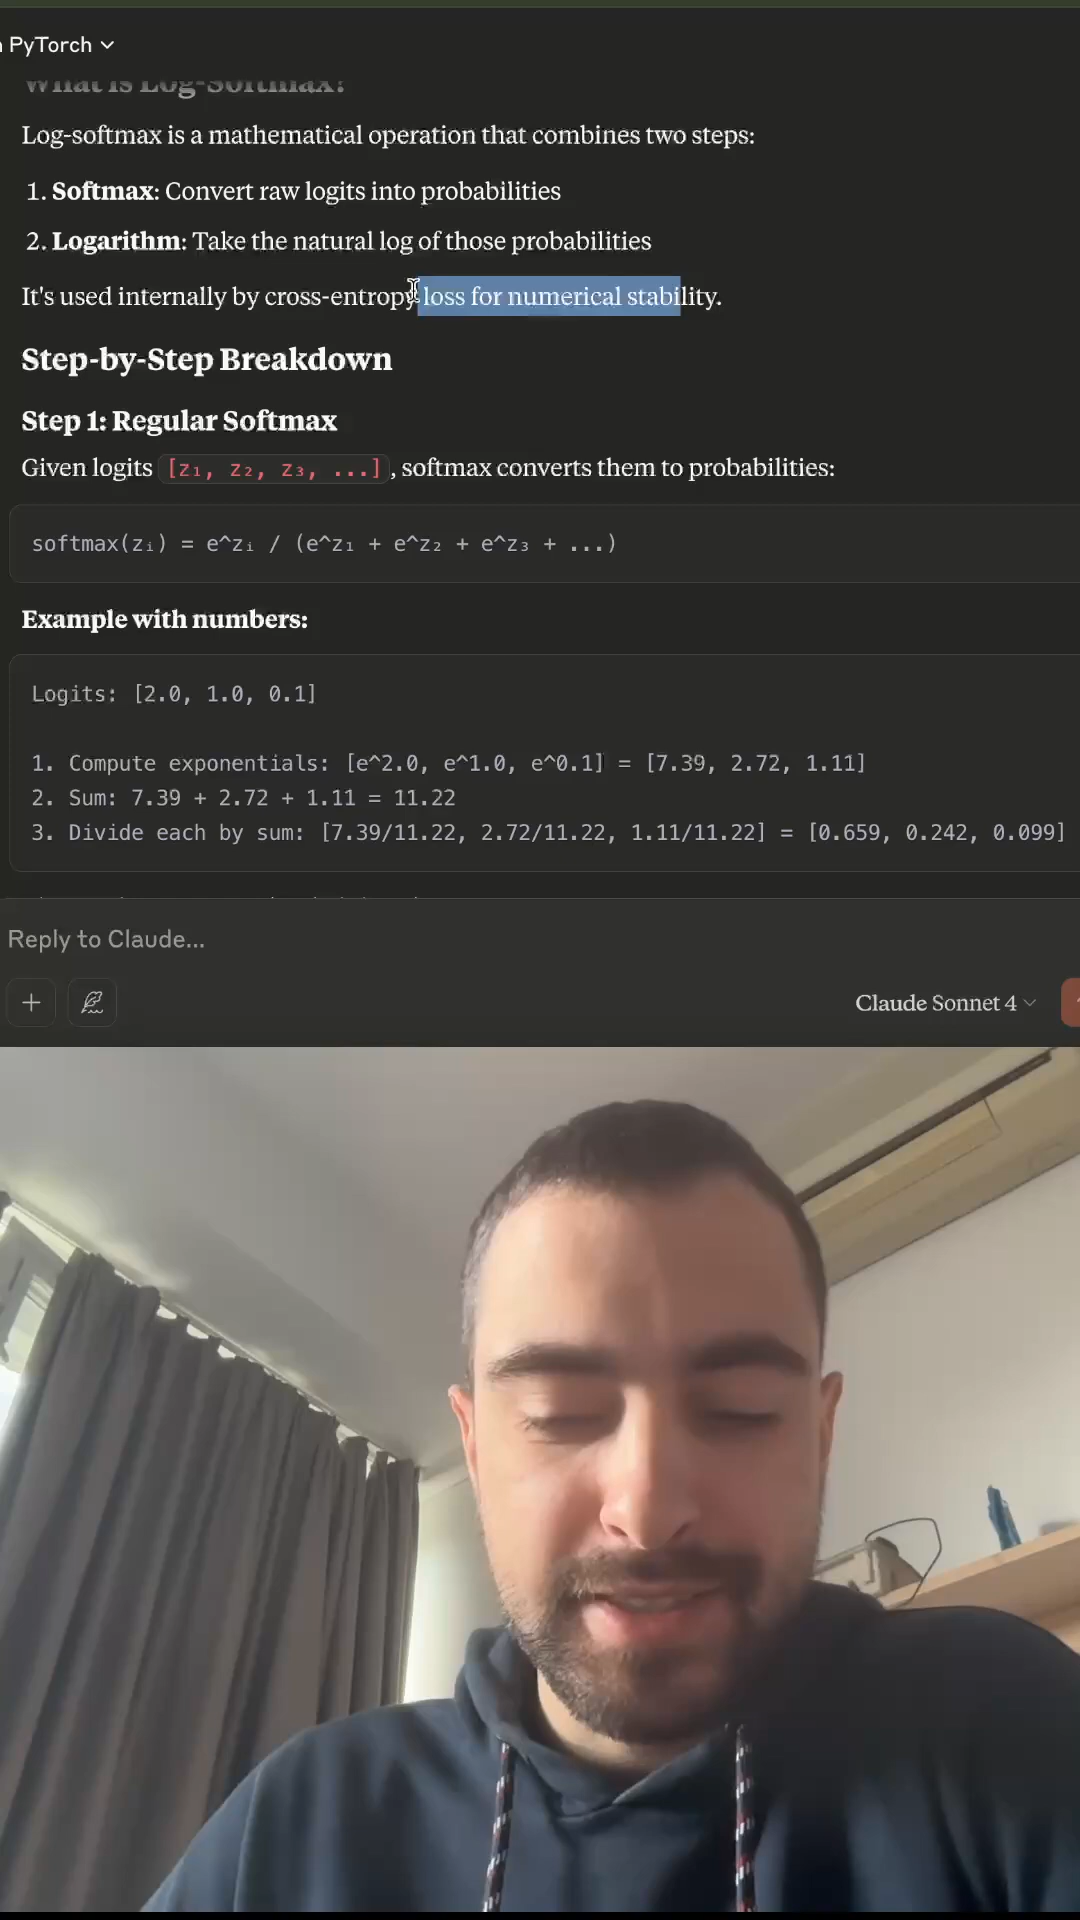 PyTorch
What is Log-Softmax?
Log-softmax is a mathematical operation that combines two steps:
1. Softmax: Convert raw logits into probabilities
2. Logarithm: Take the natural log of those probabilities
It's used internally by cross-entropy loss for numerical stability.
Step-by-Step Breakdown
Step 1: Regular Softmax
Given logits [z₁, z₂, z₃, ...], softmax converts them to probabilities:
softmax(zᵢ) = e^zᵢ / (e^z₁ + e^z₂ + e^z₃ + ...)
Example with numbers:
Logits: [2.0, 1.0, 0.1]
1. Compute exponentials: [e^2.0, e^1.0, e^0.1] = [7.39, 2.72, 1.11]
2. Sum: 7.39 + 2.72 + 1.11 = 11.22
3. Divide each by sum: [7.39/11.22, 2.72/11.22, 1.11/11.22] = [0.659, 0.242, 0.099]
Reply to Claude...
Claude Sonnet 4